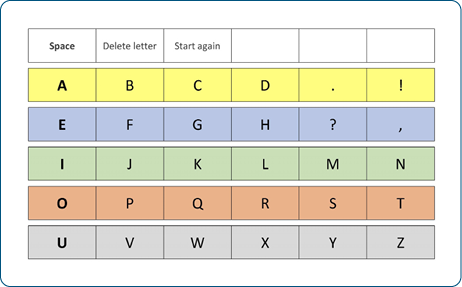 Space Delete letter Start again
A B C D . !
E F G H ? ,
I J K L M N
O P Q R S T
U V W X Y Z